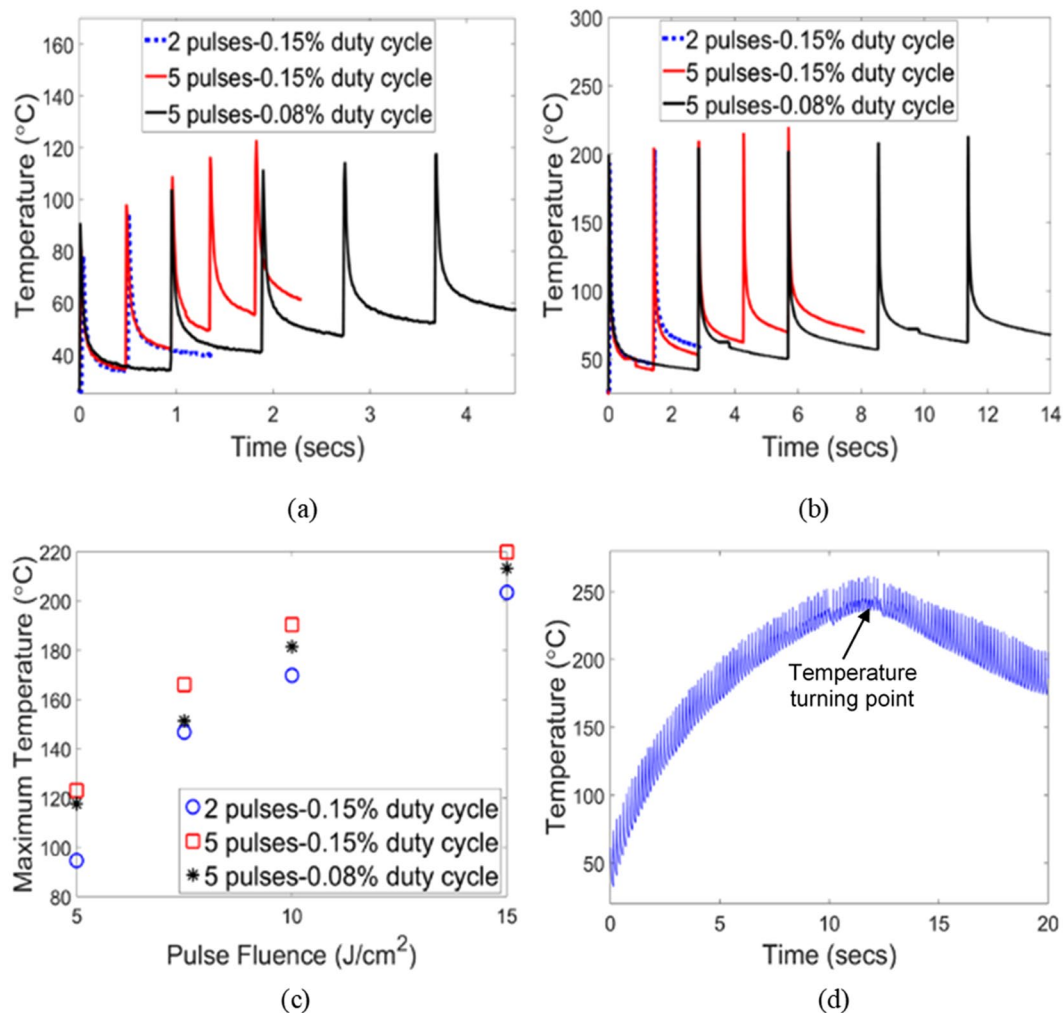 2 pulses-0.15% duty cycle
5 pulses-0.15% duty cycle
5 pulses-0.08% duty cycle
Temperature (°C)
160
140
120
100
80
60
40
0 1 2 3 4
Time (secs)
(a)
2 pulses-0.15% duty cycle
5 pulses-0.15% duty cycle
5 pulses-0.08% duty cycle
Temperature (°C)
300
250
200
150
100
50
0 2 4 6 8 10 12 14
Time (secs)
(b)
Maximum Temperature (°C)
220
200
180
160
140
120
100
80
2 pulses-0.15% duty cycle
5 pulses-0.15% duty cycle
5 pulses-0.08% duty cycle
5 10 15
Pulse Fluence (J/cm²)
(c)
Temperature (°C)
250
200
150
100
50
Temperature
turning point
0 5 10 15 20
Time (secs)
(d)